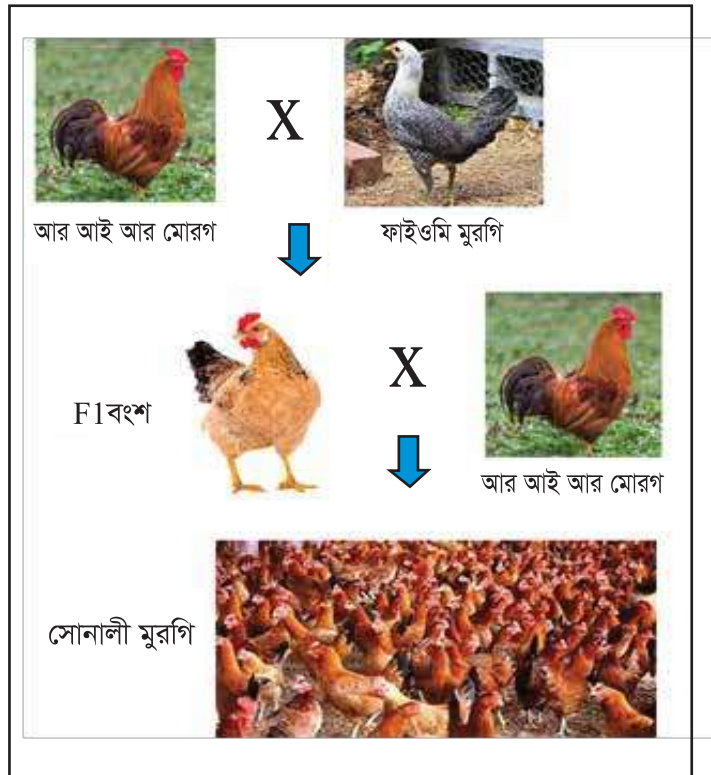 X
আর আই আর মোরগ
ফাইওমি মুরগি
F1বংশ
X
আর আই আর মোরগ
সোনালী মুরগি